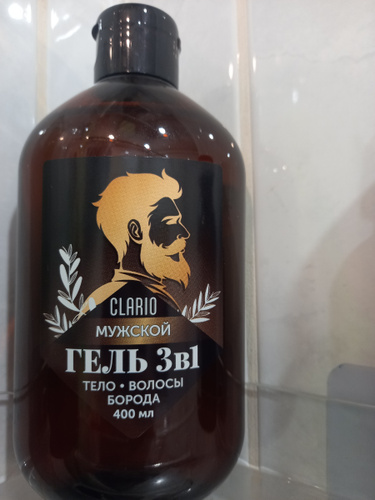 CLARIO
МУЖСКОЙ
ГЕЛЬ 3в1
ТЕЛО • ВОЛОСЫ
БОРОДА
400 мл